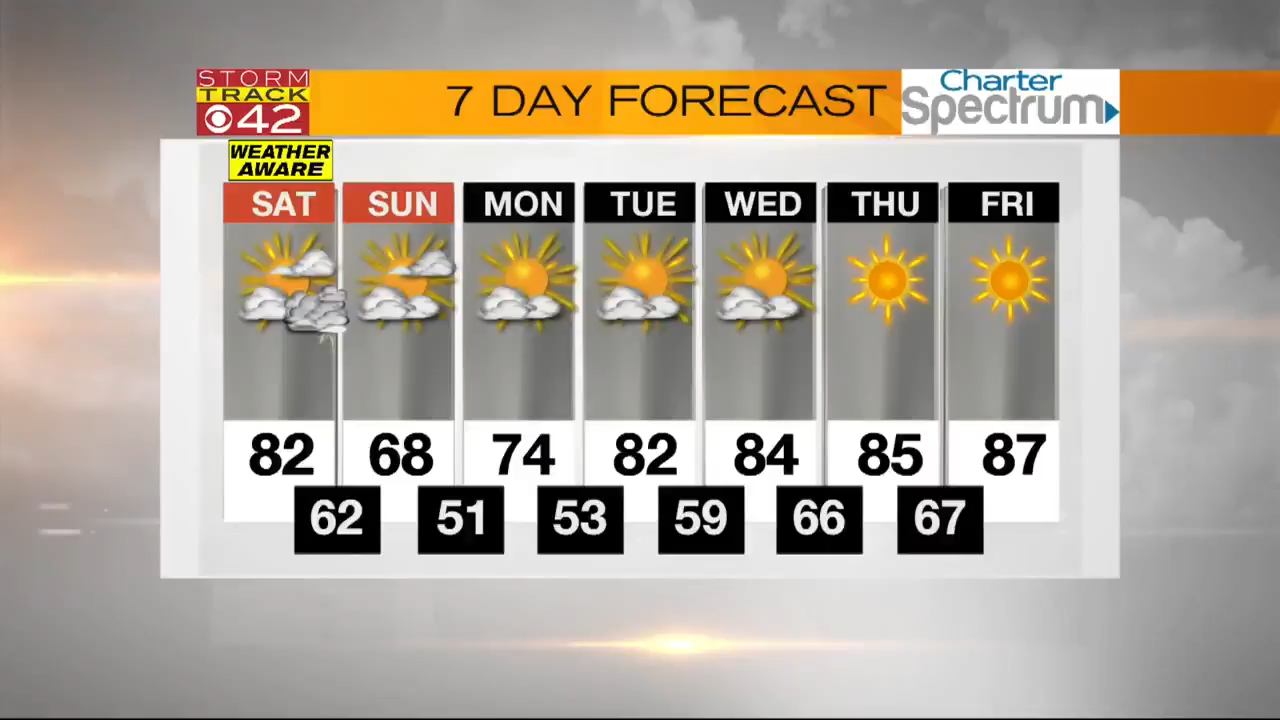 STORM
TRACK
42
7 DAY FORECAST
Charter
Spectrum
WEATHER
AWARE
SAT SUN MON TUE WED THU FRI
82 68 74 82 84 85 87
62 51 53 59 66 67